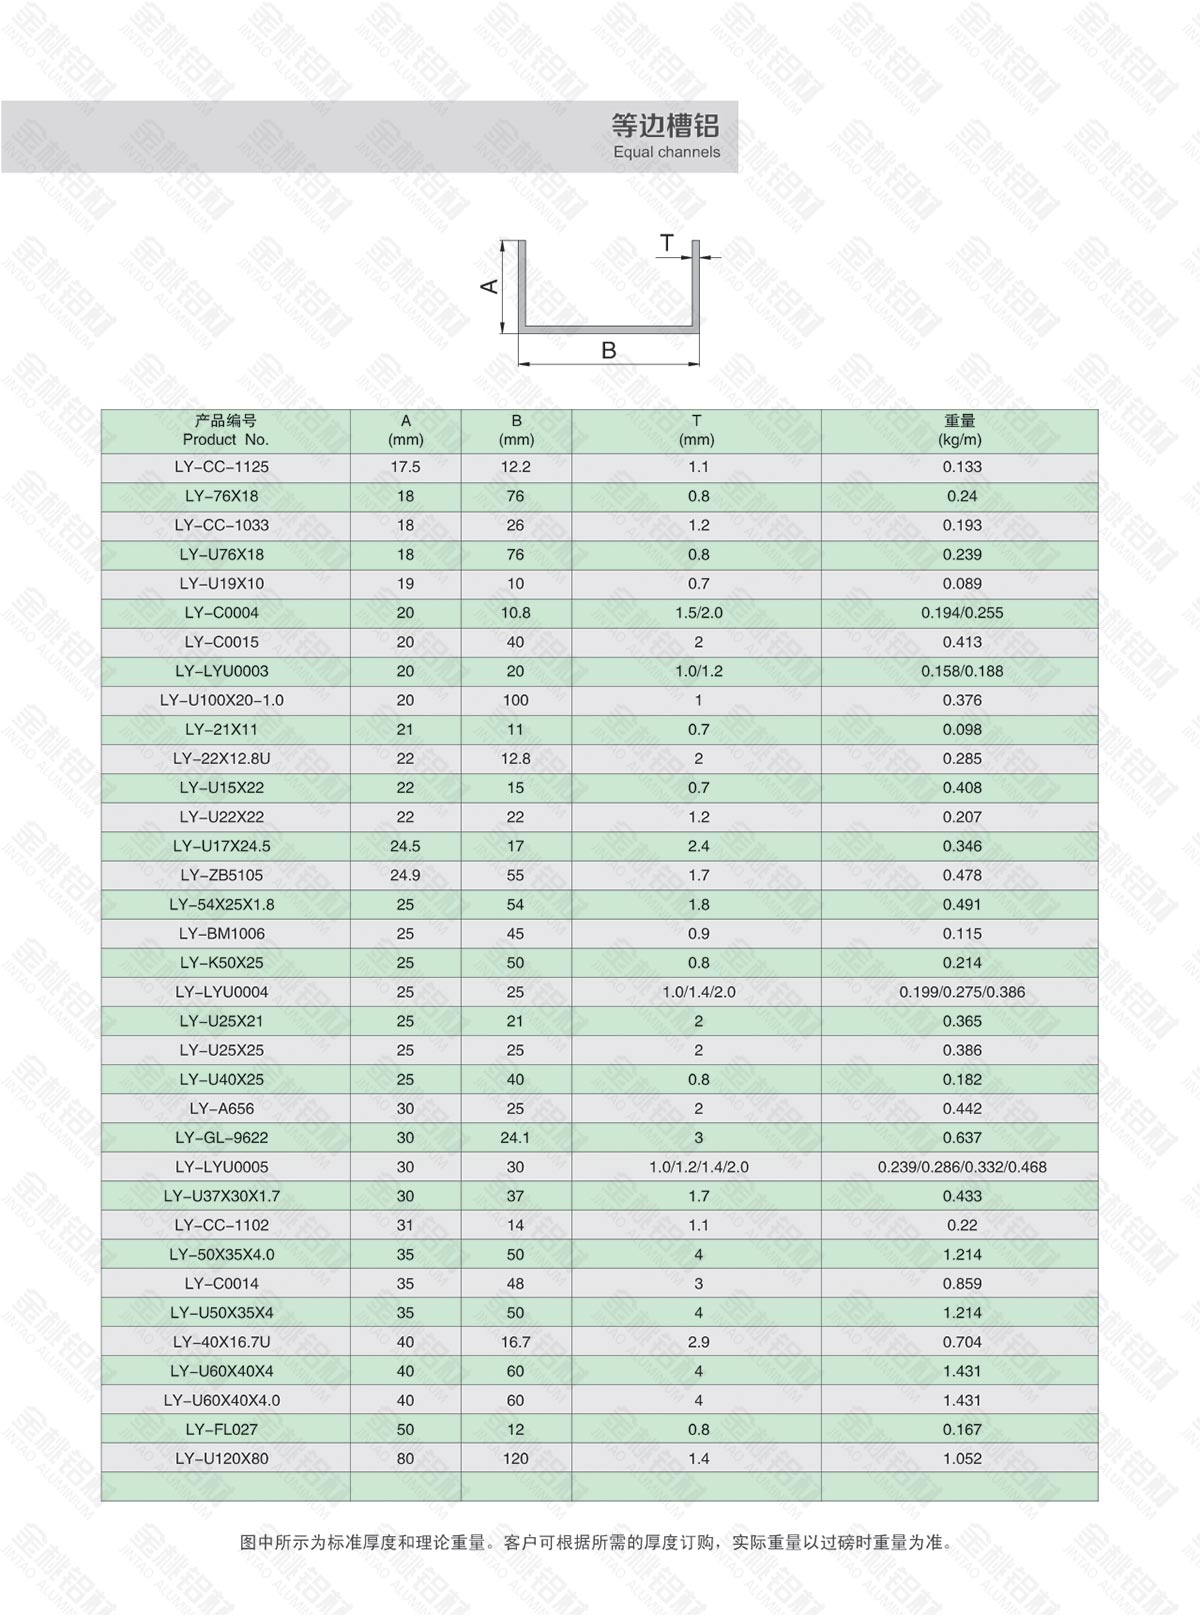 等边槽铝
Equal channels
T
A
B
产品编号 A B T 重量
Product No. (mm) (mm) (mm) (kg/m)
LY-CC-1125 17.5 12.2 1.1 0.133
LY-76X18 18 76 0.8 0.24
LY-CC-1033 18 26 1.2 0.193
LY-U76X18 18 76 0.8 0.239
LY-U19X10 19 10 0.7 0.089
LY-C0004 20 10.8 1.5/2.0 0.194/0.255
LY-C0015 20 40 2 0.413
LY-LYU0003 20 20 1.0/1.2 0.158/0.188
LY-U100X20-1.0 20 100 1 0.376
LY-21X11 21 11 0.7 0.098
LY-22X12.8U 22 12.8 2 0.285
LY-U15X22 22 15 0.7 0.408
LY-U22X22 22 22 1.2 0.207
LY-U17X24.5 24.5 17 2.4 0.346
LY-ZB5105 24.9 55 1.7 0.478
LY-54X25X1.8 25 54 1.8 0.491
LY-BM1006 25 45 0.9 0.115
LY-K50X25 25 50 0.8 0.214
LY-LYU0004 25 25 1.0/1.4/2.0 0.199/0.275/0.386
LY-U25X21 25 21 2 0.365
LY-U25X25 25 25 2 0.386
LY-U40X25 25 40 0.8 0.182
LY-A656 30 25 2 0.442
LY-GL-9622 30 24.1 3 0.637
LY-LYU0005 30 30 1.0/1.2/1.4/2.0 0.239/0.286/0.332/0.468
LY-U37X30X1.7 30 37 1.7 0.433
LY-CC-1102 31 14 1.1 0.22
LY-50X35X4.0 35 50 4 1.214
LY-C0014 35 48 3 0.859
LY-U50X35X4 35 50 4 1.214
LY-40X16.7U 40 16.7 2.9 0.704
LY-U60X40X4 40 60 4 1.431
LY-U60X40X4.0 40 60 4 1.431
LY-FL027 50 12 0.8 0.167
LY-U120X80 80 120 1.4 1.052
图中所示为标准厚度和理论重量。客户可根据所需的厚度订购，实际重量以过磅时重量为准。
金桃铝材
JINTAO ALUMINIUM